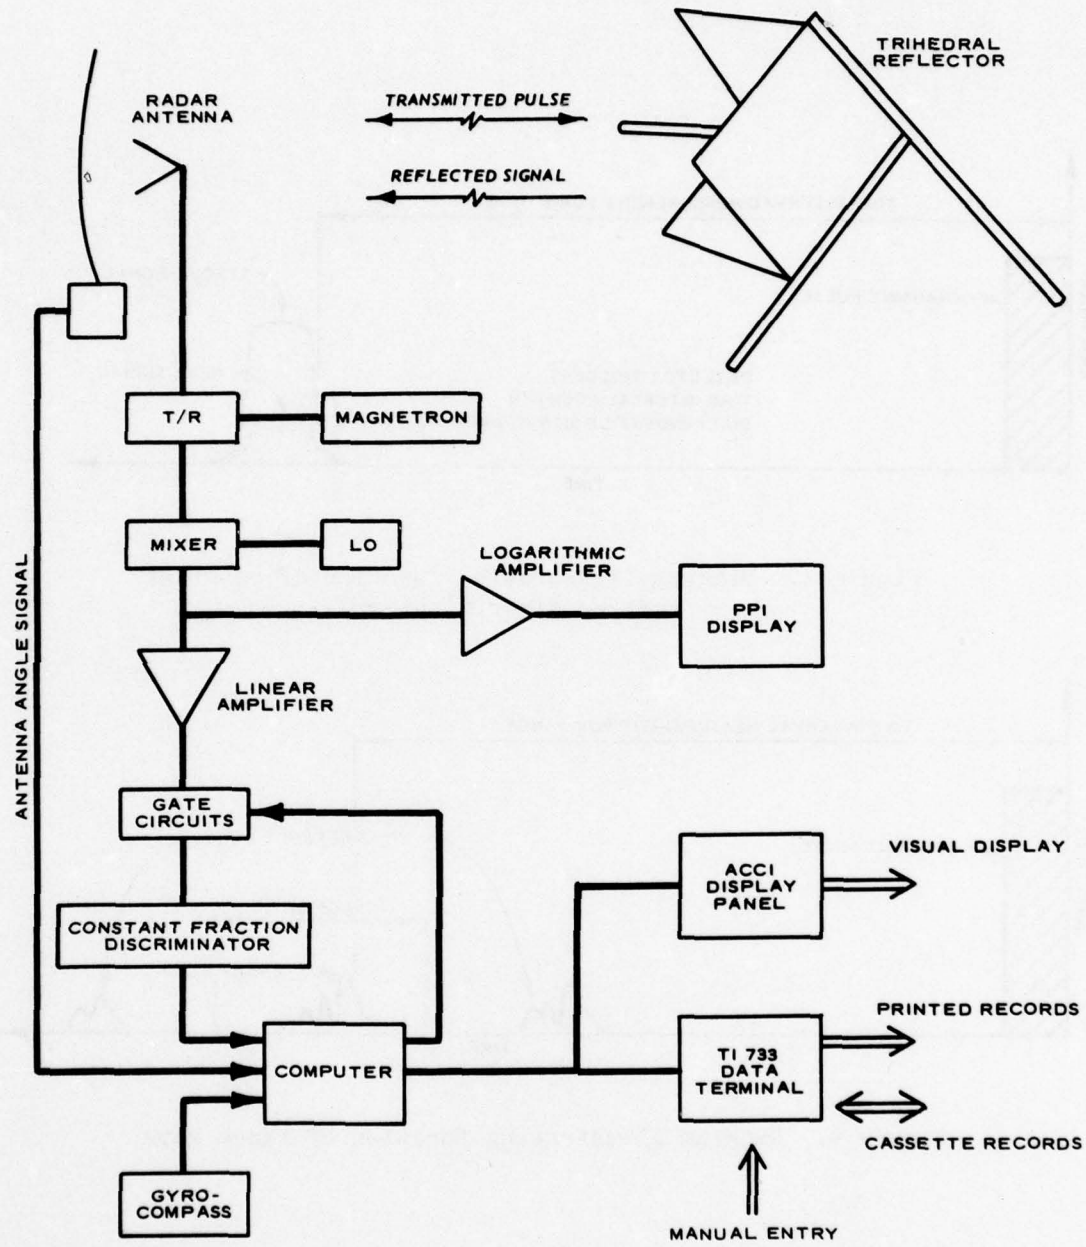 TRIHEDRAL
REFLECTOR
RADAR
ANTENNA
TRANSMITTED PULSE
REFLECTED SIGNAL
T/R
MAGNETRON
MIXER
LO
LOGARITHMIC
AMPLIFIER
PPI
DISPLAY
ANTENNA ANGLE SIGNAL
LINEAR
AMPLIFIER
GATE
CIRCUITS
ACCI
DISPLAY
PANEL
VISUAL DISPLAY
CONSTANT FRACTION
DISCRIMINATOR
COMPUTER
TI 733
DATA
TERMINAL
PRINTED RECORDS
CASSETTE RECORDS
GYRO-
COMPASS
MANUAL ENTRY